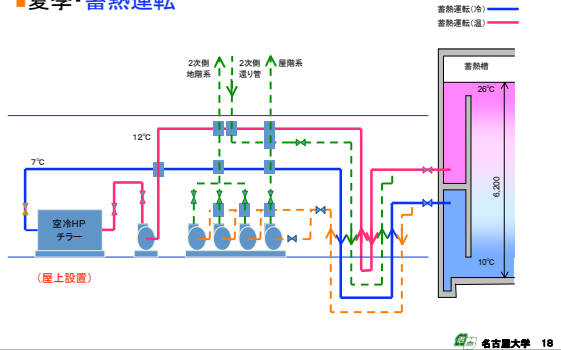 ■夏季・蓄熱運転
蓄熱運転(冷)
蓄熱運転(温)
2次側
地階系
2次側
還り管
屋階系
蓄熱槽
26℃
12℃
7℃
6,200
空冷HP
チラー
10℃
(屋上設置)
名古屋大学 18